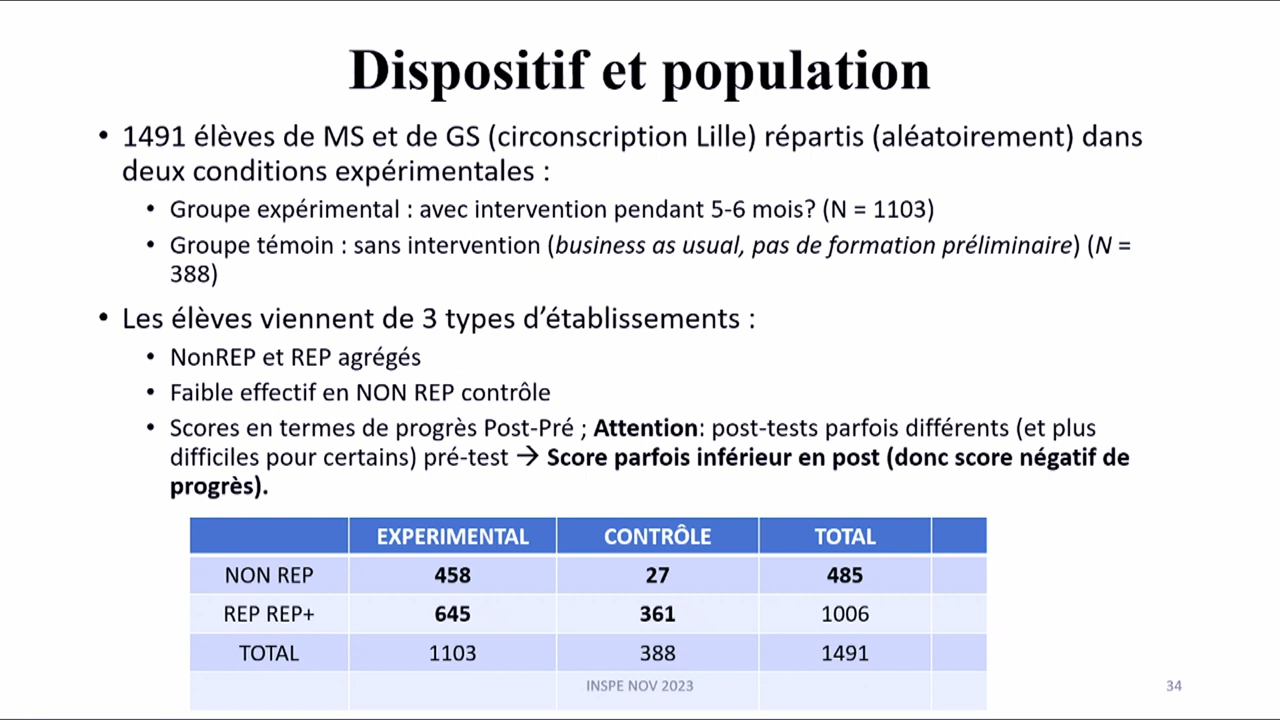 Dispositif et population
• 1491 élèves de MS et de GS (circonscription Lille) répartis (aléatoirement) dans
deux conditions expérimentales :
• Groupe expérimental : avec intervention pendant 5-6 mois? (N = 1103)
• Groupe témoin : sans intervention (business as usual, pas de formation préliminaire) (N =
388)
• Les élèves viennent de 3 types d’établissements :
• NonREP et REP agrégés
• Faible effectif en NON REP contrôle
• Scores en termes de progrès Post-Pré ; Attention: post-tests parfois différents (et plus
difficiles pour certains) pré-test → Score parfois inférieur en post (donc score négatif de
progrès).
EXPERIMENTAL CONTRÔLE TOTAL
NON REP 458 27 485
REP REP+ 645 361 1006
TOTAL 1103 388 1491
INSPE NOV 2023 34